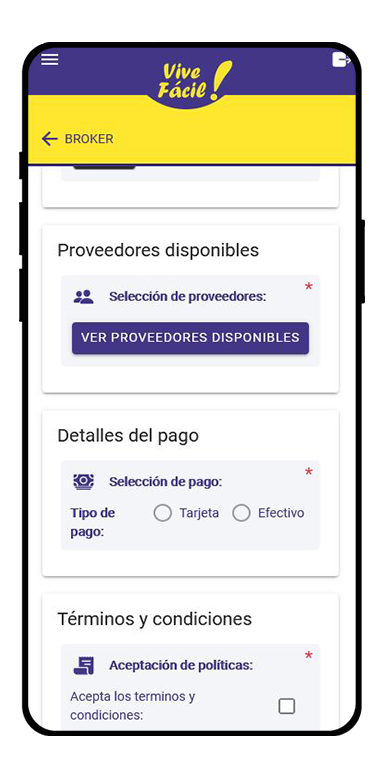 Vive
Fácil!
BROKER
Proveedores disponibles
Selección de proveedores: *
VER PROVEEDORES DISPONIBLES
Detalles del pago
Selección de pago: *
Tipo de pago: Tarjeta Efectivo
Términos y condiciones
Aceptación de políticas: *
Acepta los terminos y
condiciones: